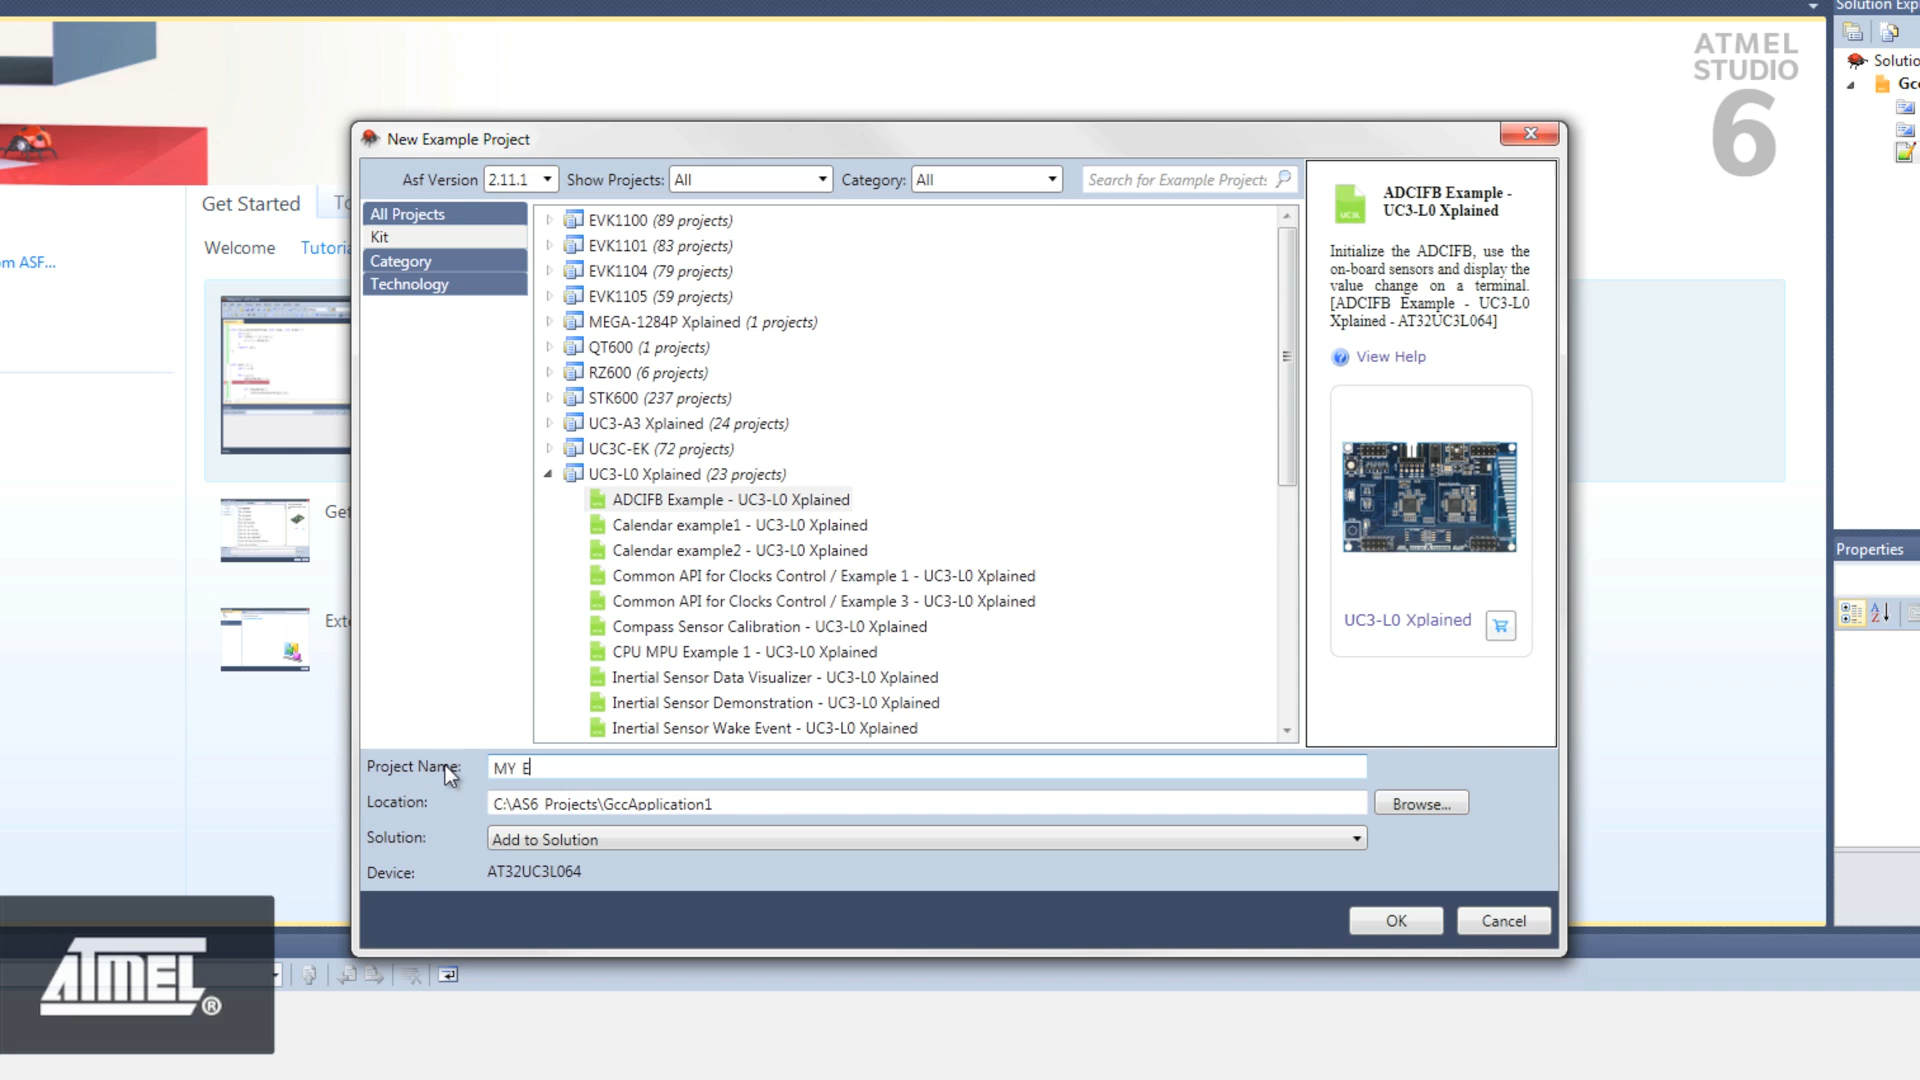 Solution Exp
ATMEL
STUDIO
6
Solutio
Gcc
New Example Project
Asf Version
2.11.1
Show Projects:
All
Category:
All
Search for Example Projects
All Projects
Kit
Category
Technology
EVK1100 (89 projects)
EVK1101 (83 projects)
EVK1104 (79 projects)
EVK1105 (59 projects)
MEGA-1284P Xplained (1 projects)
QT600 (1 projects)
RZ600 (6 projects)
STK600 (237 projects)
UC3-A3 Xplained (24 projects)
UC3C-EK (72 projects)
UC3-L0 Xplained (23 projects)
ADCIFB Example - UC3-L0 Xplained
Calendar example1 - UC3-L0 Xplained
Calendar example2 - UC3-L0 Xplained
Common API for Clocks Control / Example 1 - UC3-L0 Xplained
Common API for Clocks Control / Example 3 - UC3-L0 Xplained
Compass Sensor Calibration - UC3-L0 Xplained
CPU MPU Example 1 - UC3-L0 Xplained
Inertial Sensor Data Visualizer - UC3-L0 Xplained
Inertial Sensor Demonstration - UC3-L0 Xplained
Inertial Sensor Wake Event - UC3-L0 Xplained
ADCIFB Example -
UC3-L0 Xplained
Initialize the ADCIFB, use the
on-board sensors and display the
value change on a terminal.
[ADCIFB Example - UC3-L0
Xplained - AT32UC3L064]
View Help
UC3-L0 Xplained
Get Started
To
Welcome
Tutoria
om ASF...
Get
Exte
Properties
Project Name:
MY E
Location:
C:\AS6 Projects\GccApplication1
Browse...
Solution:
Add to Solution
Device:
AT32UC3L064
OK
Cancel
ATMEL®